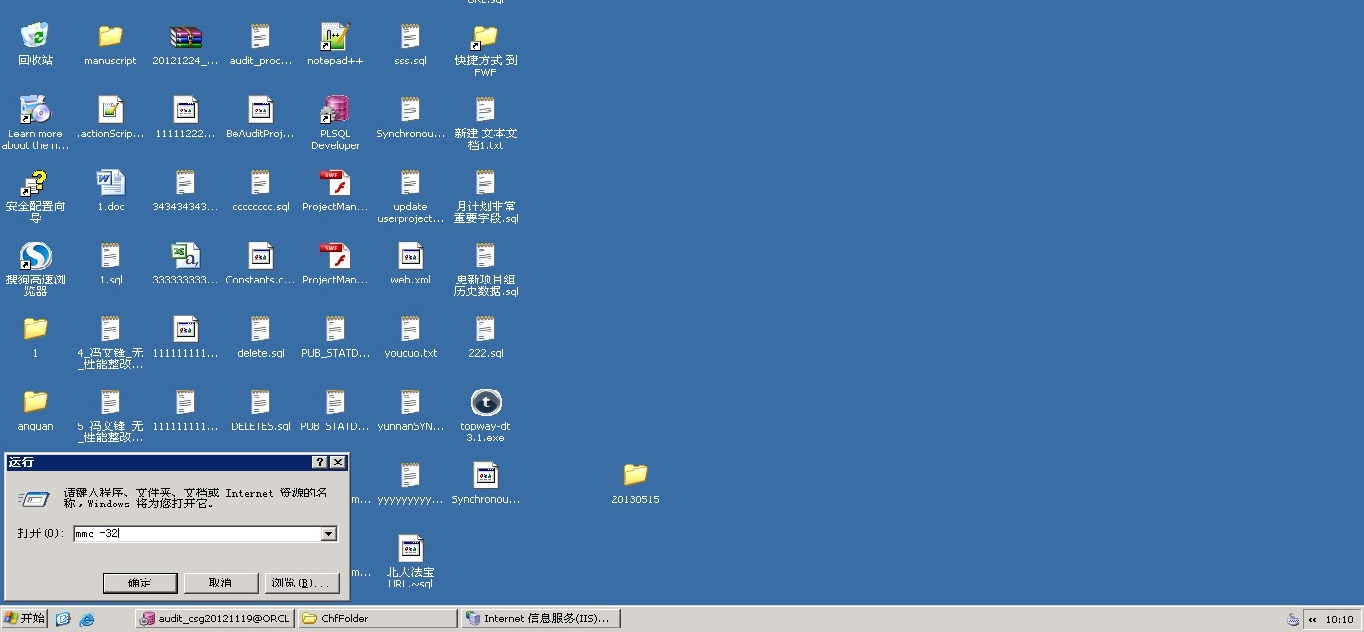 回收站
manuscript
20121224_...
audit_proc...
notepad++
sss.sql
快捷方式 到
FWF
Learn more
about the n...
.actionScrip...
11111222...
BeAuditProj...
PLSQL
Developer
Synchronou...
新建 文本文
档1.txt
安全配置向
导
1.doc
343434343...
cccccccc.sql
ProjectMan...
update
userproject...
月计划非常
重要字段.sql
搜狗高速浏
览器
1.sql
333333333...
Constants.c...
ProjectMan...
web.xml
更新项目组
历史数据.sql
1
4_冯文锋_无
_性能整改...
111111111...
delete.sql
PUB_STATD...
youcuo.txt
222.sql
anquan
5_冯文锋_无
_性能整改...
111111111...
DELETES.sql
PUB_STATD...
yunnanSYN...
topway-dt
3.1.exe
m...
yyyyyyyyy...
Synchronou...
20130515
m...
北大法宝
URL.~sql
运行
请键入程序、文件夹、文档或 Internet 资源的名
称，Windows 将为您打开它。
打开(O):
mmc -32
确定
取消
浏览(B)...
开始
audit_csg20121119@ORCL
ChfFolder
Internet 信息服务(IIS)...
«
10:10